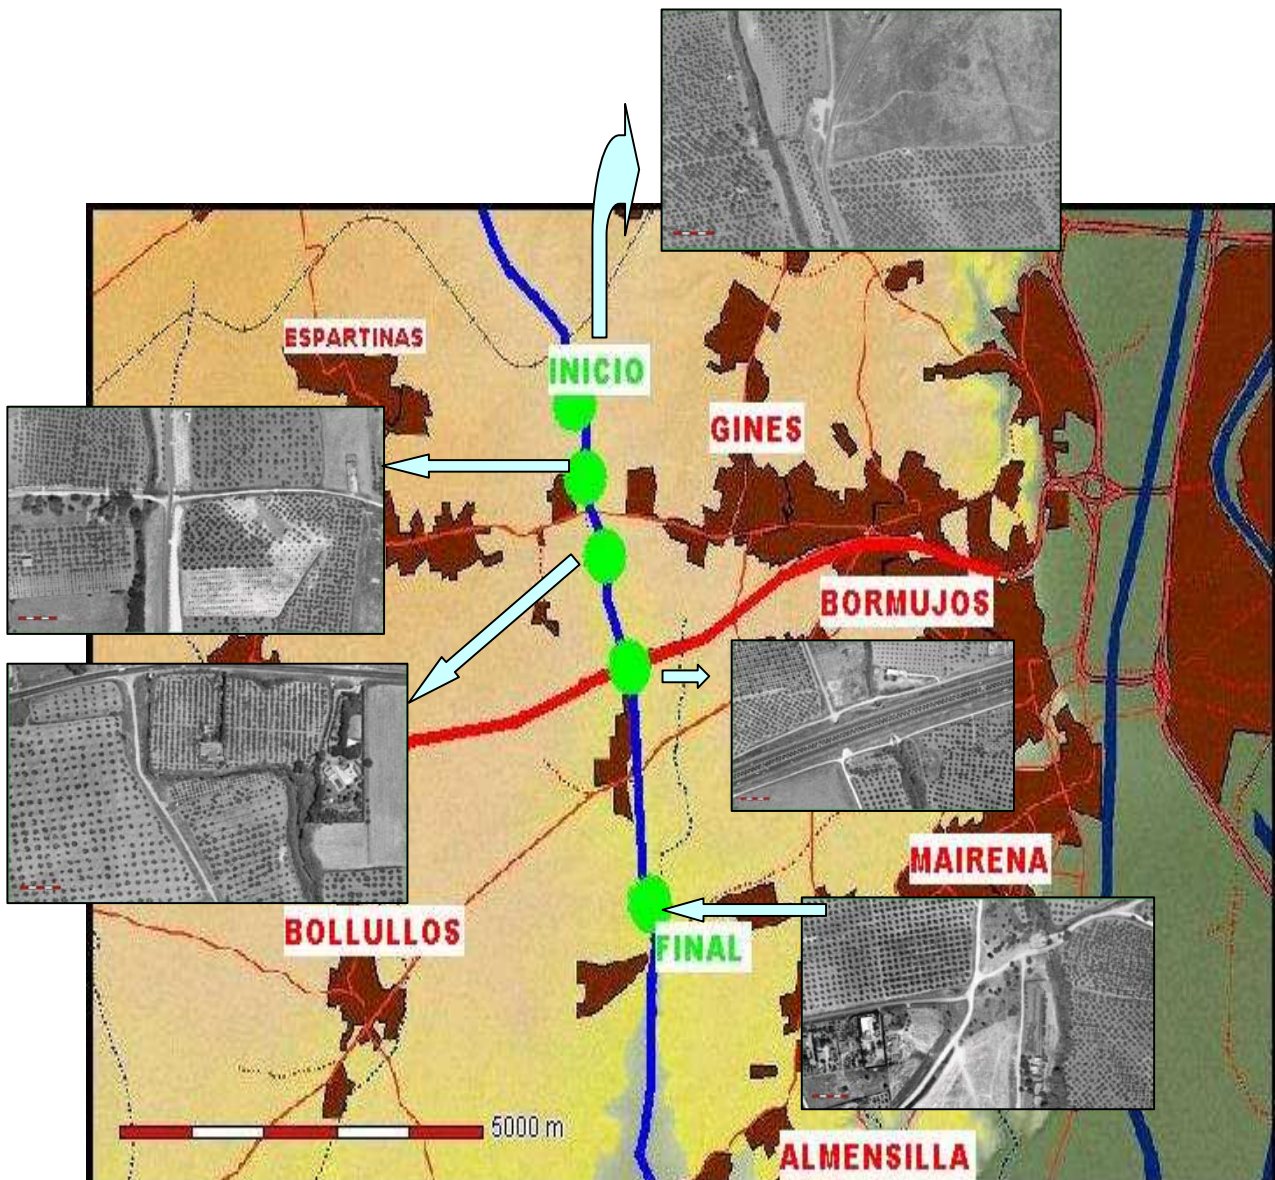 ESPARTINAS
INICIO
GINES
BORMUJOS
MAIRENA
BOLLULLOS
FINAL
5000 m
ALMENSILLA